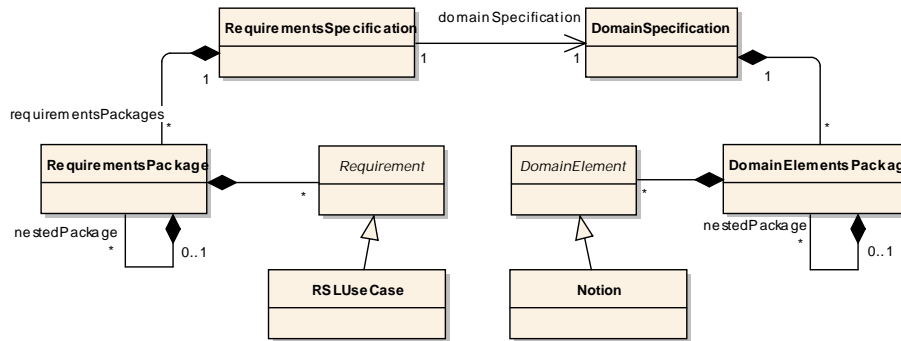 RequirementsSpecification
domainSpecification
DomainSpecification
1
1
1
1
requirementsPackages
*
*
RequirementsPackage
Requirement
DomainElement
DomainElementsPackag
*
*
nestedPackage
*
0..1
nestedPackage
*
0..1
RSLUseCase
Notion